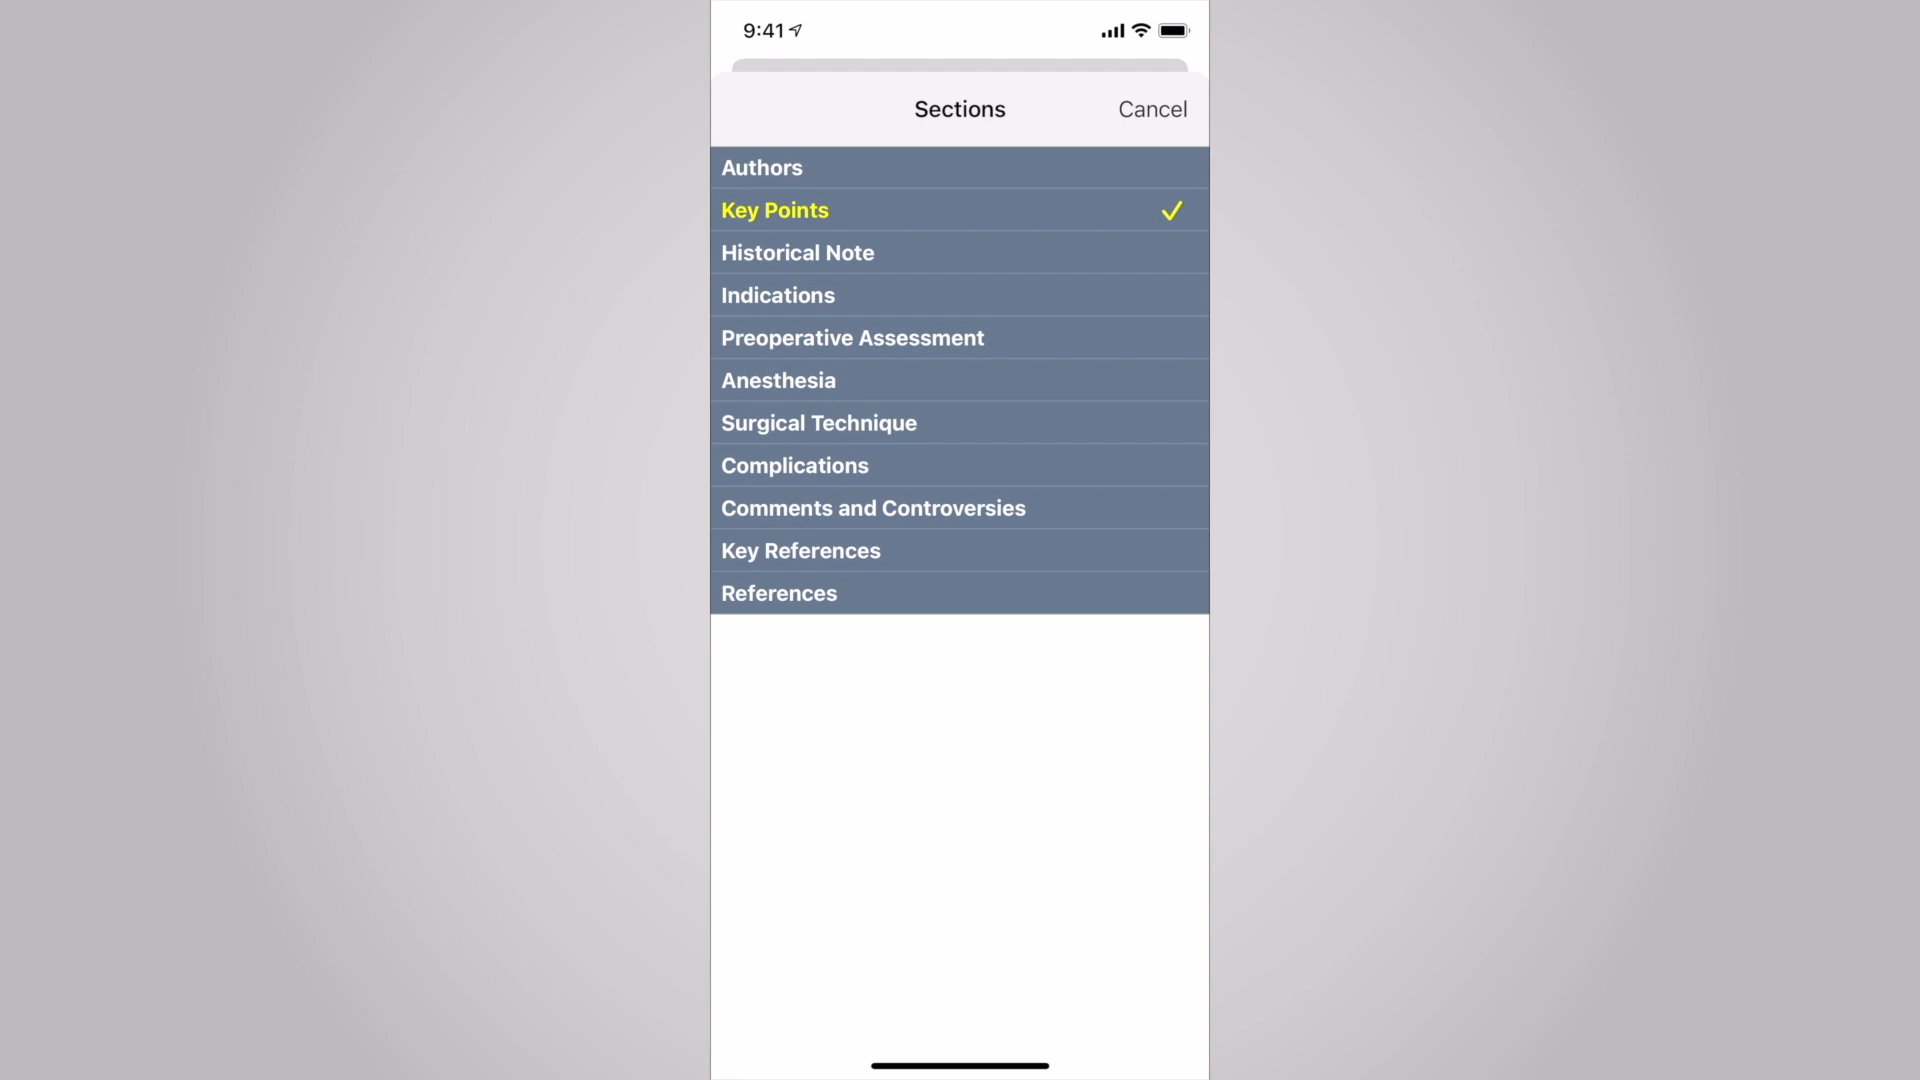 9:41
Sections Cancel
Authors
Key Points
Historical Note
Indications
Preoperative Assessment
Anesthesia
Surgical Technique
Complications
Comments and Controversies
Key References
References